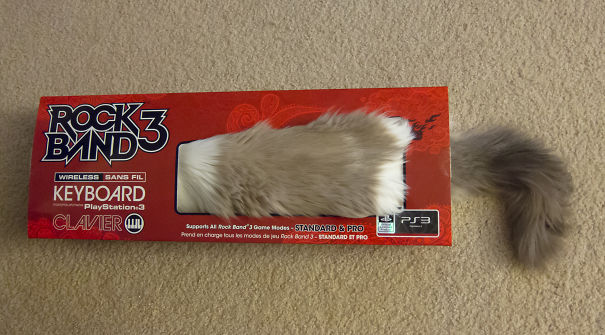 ROCK
BAND 3
WIRELESS SANS FIL
KEYBOARD
PlayStation 3
CLAVIER
Supports All Rock Band 3 Game Modes - STANDARD & PRO
Prend en charge tous les modes de jeu Rock Band 3 - STANDARD ET PRO
PS3